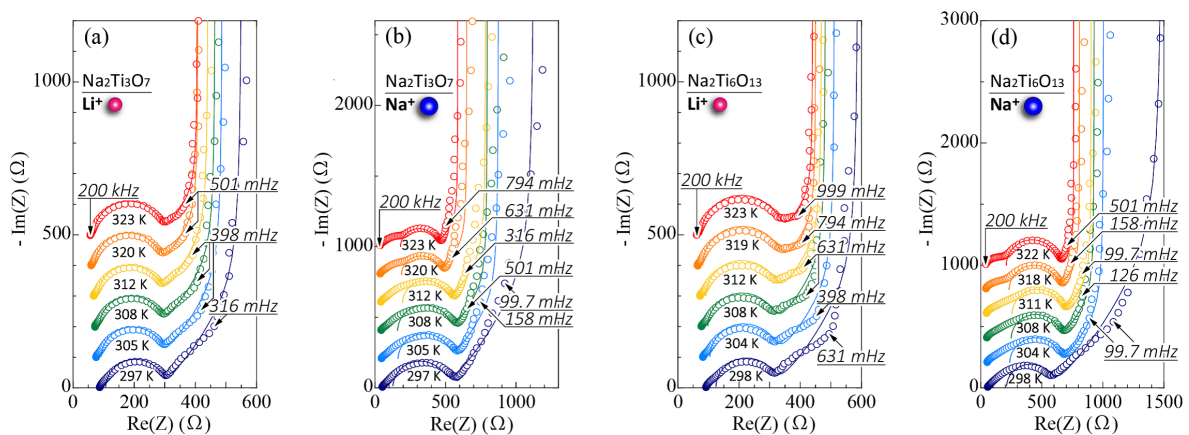 (a)
Na2Ti3O7
Li+
200 kHz
501 mHz
398 mHz
316 mHz
323 K
320 K
312 K
308 K
305 K
297 K
1000
500
0
0 200 400 600
- Im(Z) (Ω)
Re(Z) (Ω)
(b)
Na2Ti3O7
Na+
200 kHz
794 mHz
631 mHz
316 mHz
501 mHz
99.7 mHz
158 mHz
323 K
320 K
312 K
308 K
305 K
297 K
2000
1000
0
0 500 1000
Re(Z) (Ω)
(c)
Na2Ti6O13
Li+
200 kHz
999 mHz
794 mHz
631 mHz
398 mHz
631 mHz
323 K
319 K
312 K
308 K
304 K
298 K
1000
500
0
0 200 400 600
- Im(Z) (Ω)
Re(Z) (Ω)
(d)
Na2Ti6O13
Na+
200 kHz
501 mHz
158 mHz
99.7 mHz
126 mHz
99.7 mHz
322 K
318 K
311 K
308 K
304 K
298 K
3000
2000
1000
0
0 500 1000 1500
Re(Z) (Ω)